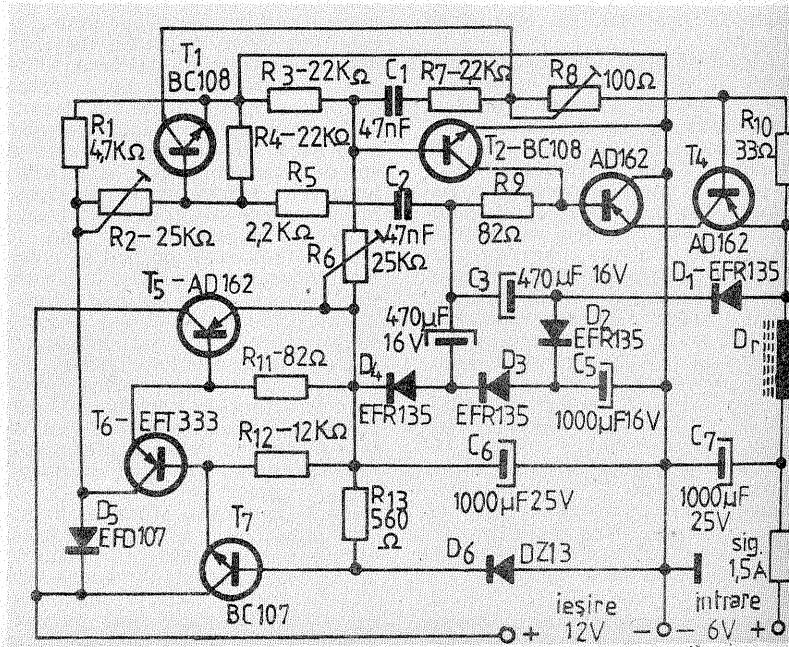 T1
BC108
R3-22KΩ
C1
47nF
R7-2,2KΩ
R8
100Ω
R1
4,7KΩ
R4-22KΩ
T2-BC108
AD162
T4
R10
33Ω
R2-25KΩ
R5
2,2KΩ
C2
47nF
R9
82Ω
AD162
R6
25KΩ
T5-AD162
C3
470µF 16V
D1-EFR135
470µF
16V
D2
EFR135
Dr
R11-82Ω
D4
EFR135
D3
EFR135
C5
1000µF16V
T6-EFT333
R12-12KΩ
C6
1000µF25V
C7
1000µF
25V
D5
EFD107
T7
BC107
R13
560
Ω
D6
DZ13
sig.
1,5A
ieşire
intrare
+ 12V - - 6V +